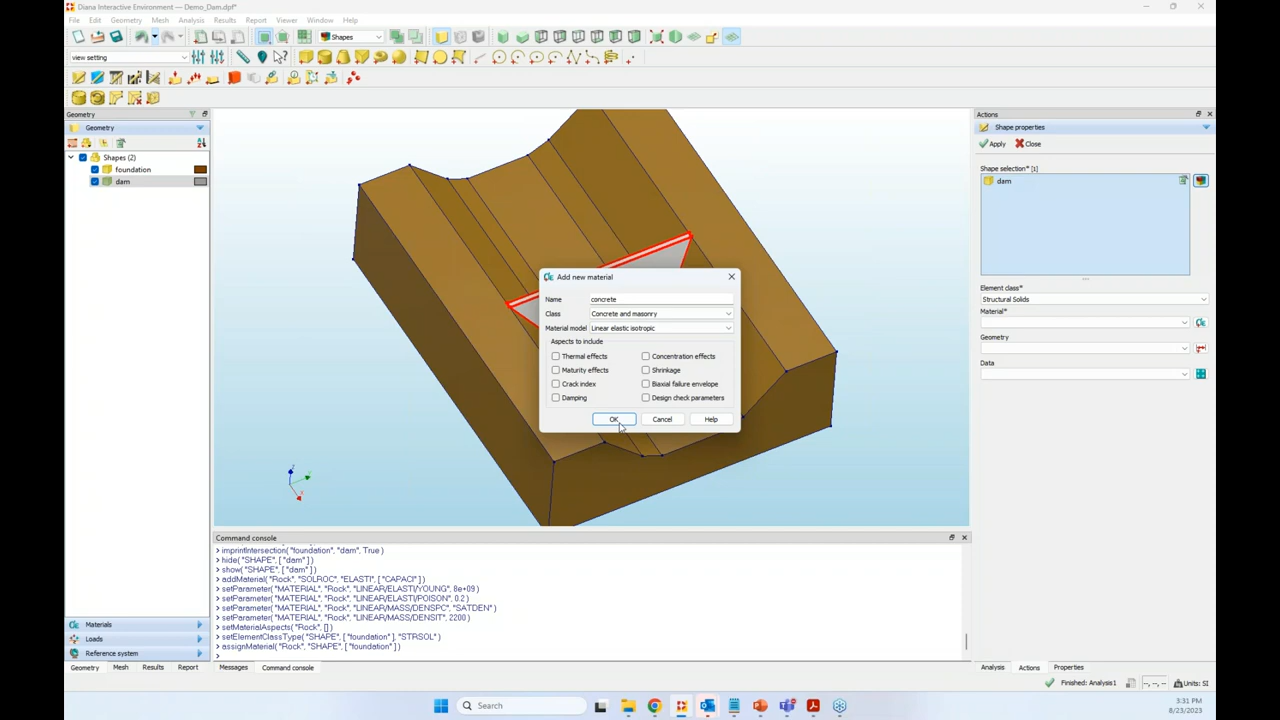 Diana Interactive Environment — Demo_Dam.dpf*
File Edit Geometry Mesh Analysis Results Report Viewer Window Help
Shapes
view setting
Geometry
Geometry
Shapes (2)
foundation
dam
Materials
Loads
Reference system
Geometry Mesh Results Report
Add new material
Name concrete
Class Concrete and masonry
Material model Linear elastic isotropic
Aspects to include
Thermal effects Concentration effects
Maturity effects Shrinkage
Crack index Biaxial failure envelope
Damping Design check parameters
OK Cancel Help
Z
Y
X
Command console
imprintIntersection( "foundation", "dam", True )
> hide( "SHAPE", [ "dam" ] )
> show( "SHAPE", [ "dam" ] )
> addMaterial( "Rock", "SOLROC", "ELASTI", [ "CAPACI" ] )
> setParameter( "MATERIAL", "Rock", "LINEAR/ELASTI/YOUNG", 8e+09 )
> setParameter( "MATERIAL", "Rock", "LINEAR/ELASTI/POISON", 0.2 )
> setParameter( "MATERIAL", "Rock", "LINEAR/MASS/DENSPC", "SATDEN" )
> setParameter( "MATERIAL", "Rock", "LINEAR/MASS/DENSIT", 2200 )
> setMaterialAspects( "Rock", [] )
> setElementClassType( "SHAPE", [ "foundation" ], "STRSOL" )
> assignMaterial( "Rock", "SHAPE", [ "foundation" ] )
>
Messages Command console
Actions
Shape properties
Apply Close
Shape selection* [1]
dam
Element class*
Structural Solids
Material*
Geometry
Data
Analysis Actions Properties
Finished: Analysis1 --, --, -- Units: SI
Search
3:31 PM
8/23/2023